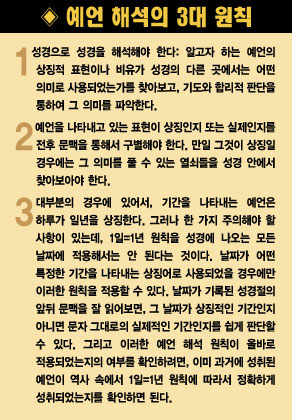 ◈ 예언 해석의 3대 원칙
1 성경으로 성경을 해석해야 한다: 알고자 하는 예언의
상징적 표현이나 비유가 성경의 다른 곳에서는 어떤
의미로 사용되었는가를 찾아보고, 기도와 합리적 판단을
통하여 그 의미를 파악한다.
2 예언을 나타내고 있는 표현이 상징인지 또는 실제인지를
전후 문맥을 통해서 구별해야 한다. 만일 그것이 상징일
경우에는 그 의미를 풀 수 있는 열쇠들을 성경 안에서
찾아보아야 한다.
3 대부분의 경우에 있어서, 기간을 나타내는 예언은
하루가 일년을 상징한다. 그러나 한 가지 주의해야 할
사항이 있는데, 1일=1년 원칙을 성경에 나오는 모든
날짜에 적용해서는 안 된다는 것이다. 날짜가 어떤
특정한 기간을 나타내는 상징어로 사용되었을 경우에만
이러한 원칙을 적용할 수 있다. 날짜가 기록된 성경절의
앞뒤 문맥을 잘 읽어보면, 그 날짜가 상징적인 기간인지
아니면 문자 그대로의 실제적인 기간인지를 쉽게 판단할
수 있다. 그리고 이러한 예언 해석 원칙이 올바로
적용되었는지의 여부를 확인하려면, 이미 과거에 성취된
예언이 역사 속에서 1일=1년 원칙에 따라서 정확하게
성취되었는지를 확인하면 된다.